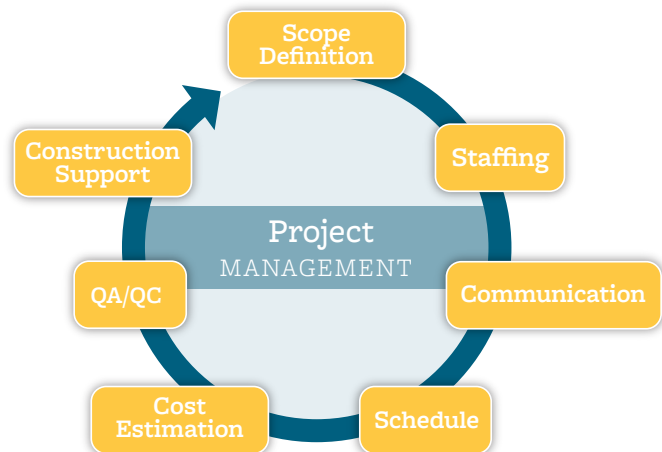 Scope
Definition
Staffing
Communication
Schedule
Cost
Estimation
QA/QC
Construction
Support
Project
MANAGEMENT